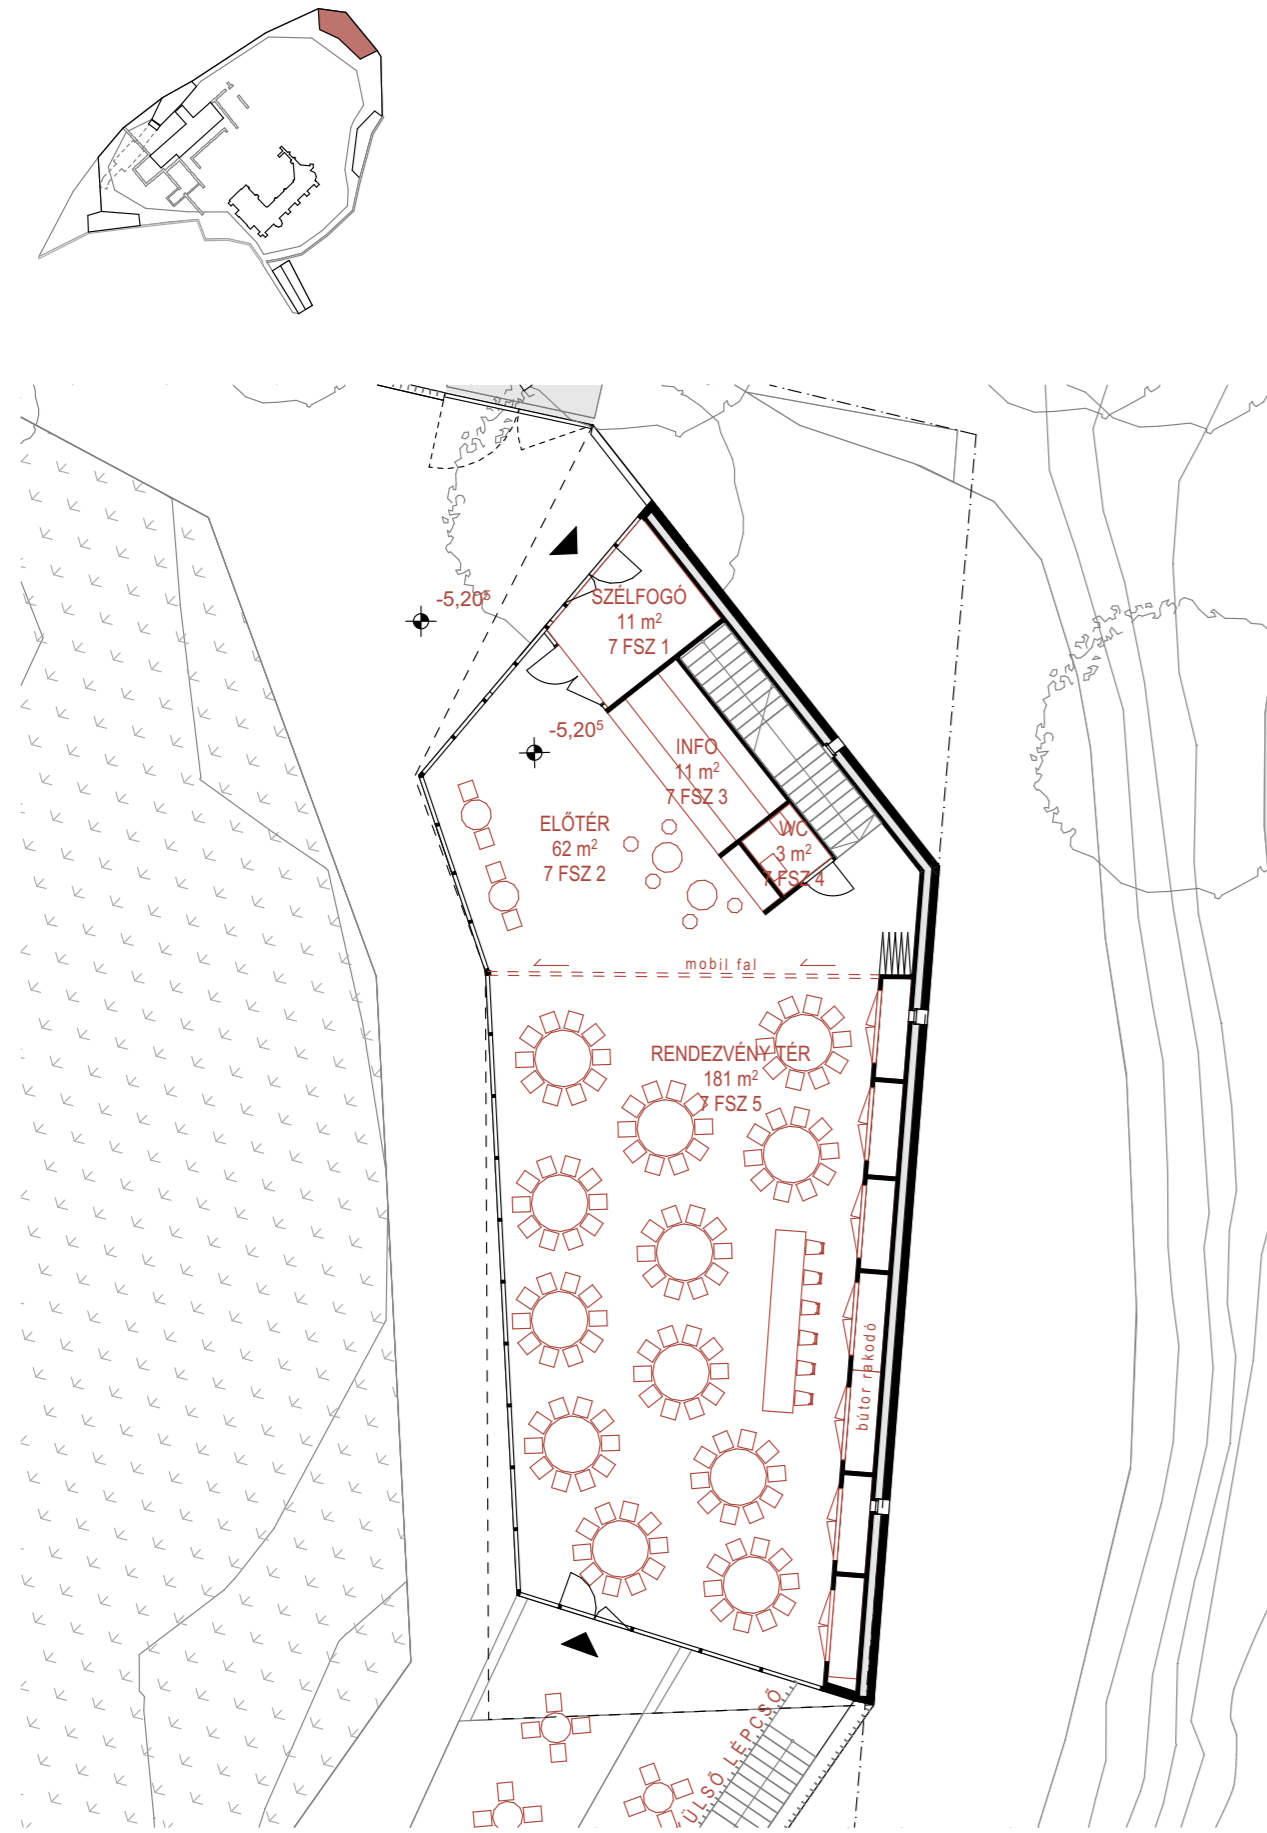 -5,20⁵
SZÉLFOGÓ
11 m²
7 FSZ 1
-5,20⁵
INFO
11 m²
7 FSZ 3
ELŐTÉR
62 m²
7 FSZ 2
WC
3 m²
7 FSZ 4
mobil fal
RENDEZVÉNY TÉR
181 m²
7 FSZ 5
bútor rakodó
ÜLSŐ LÉPCSŐ